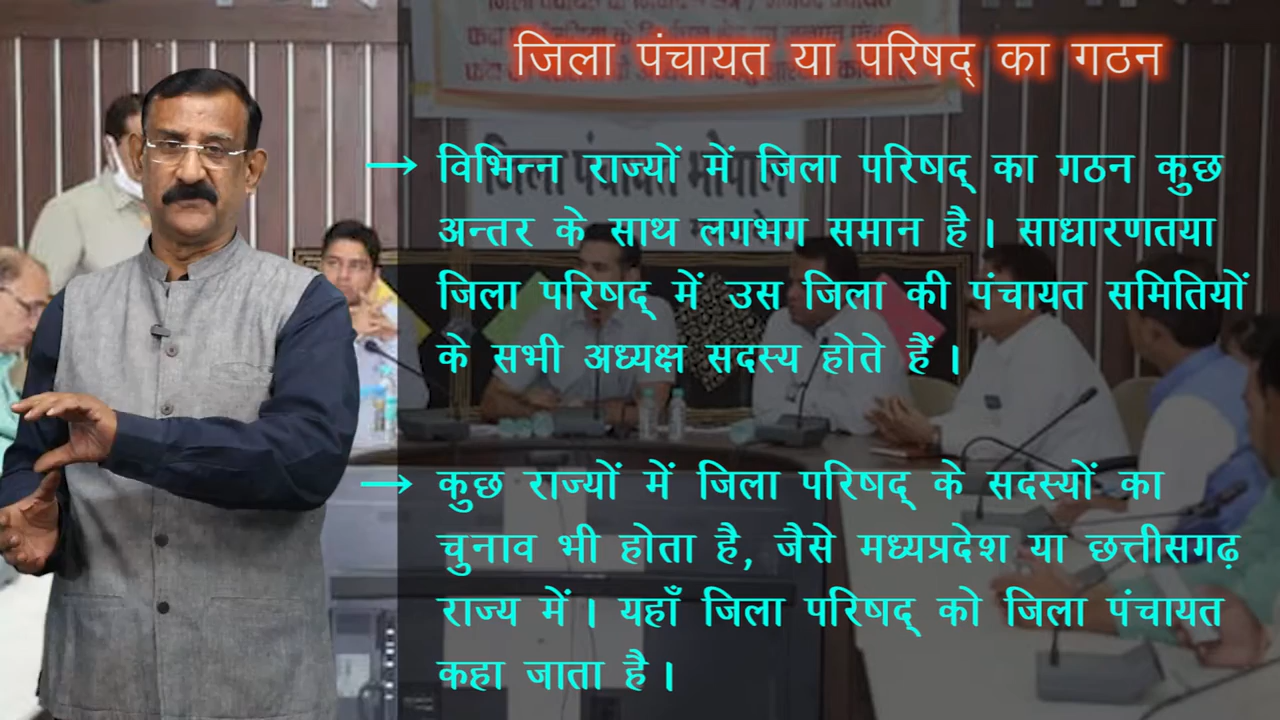 जिला पंचायत या परिषद् का गठन
→ विभिन्न राज्यों में जिला परिषद् का गठन कुछ
अन्तर के साथ लगभग समान है। साधारणतया
जिला परिषद् में उस जिला की पंचायत समितियों
के सभी अध्यक्ष सदस्य होते हैं।
जिला पंचायत भोपाल
→ कुछ राज्यों में जिला परिषद् के सदस्यों का
चुनाव भी होता है, जैसे मध्यप्रदेश या छत्तीसगढ़
राज्य में। यहाँ जिला परिषद् को जिला पंचायत
कहा जाता है।